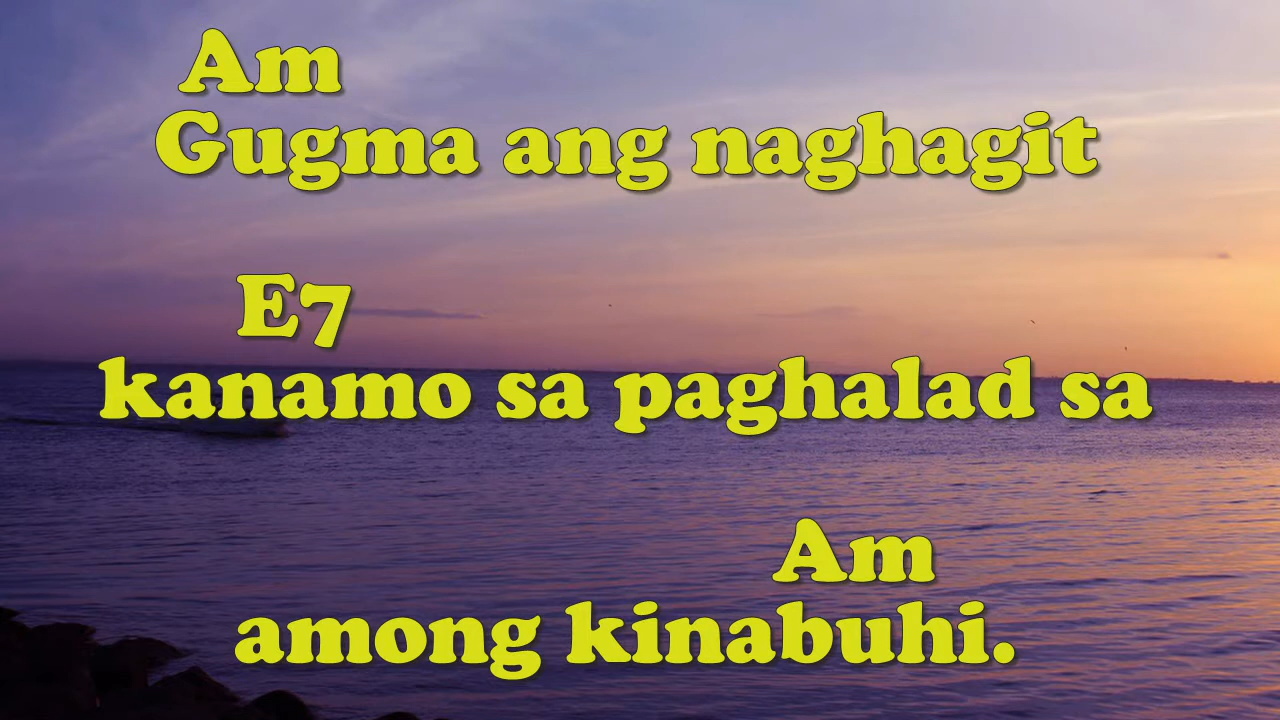 Am
Gugma ang naghagit
E7
kanamo sa paghalad sa
Am
among kinabuhi.